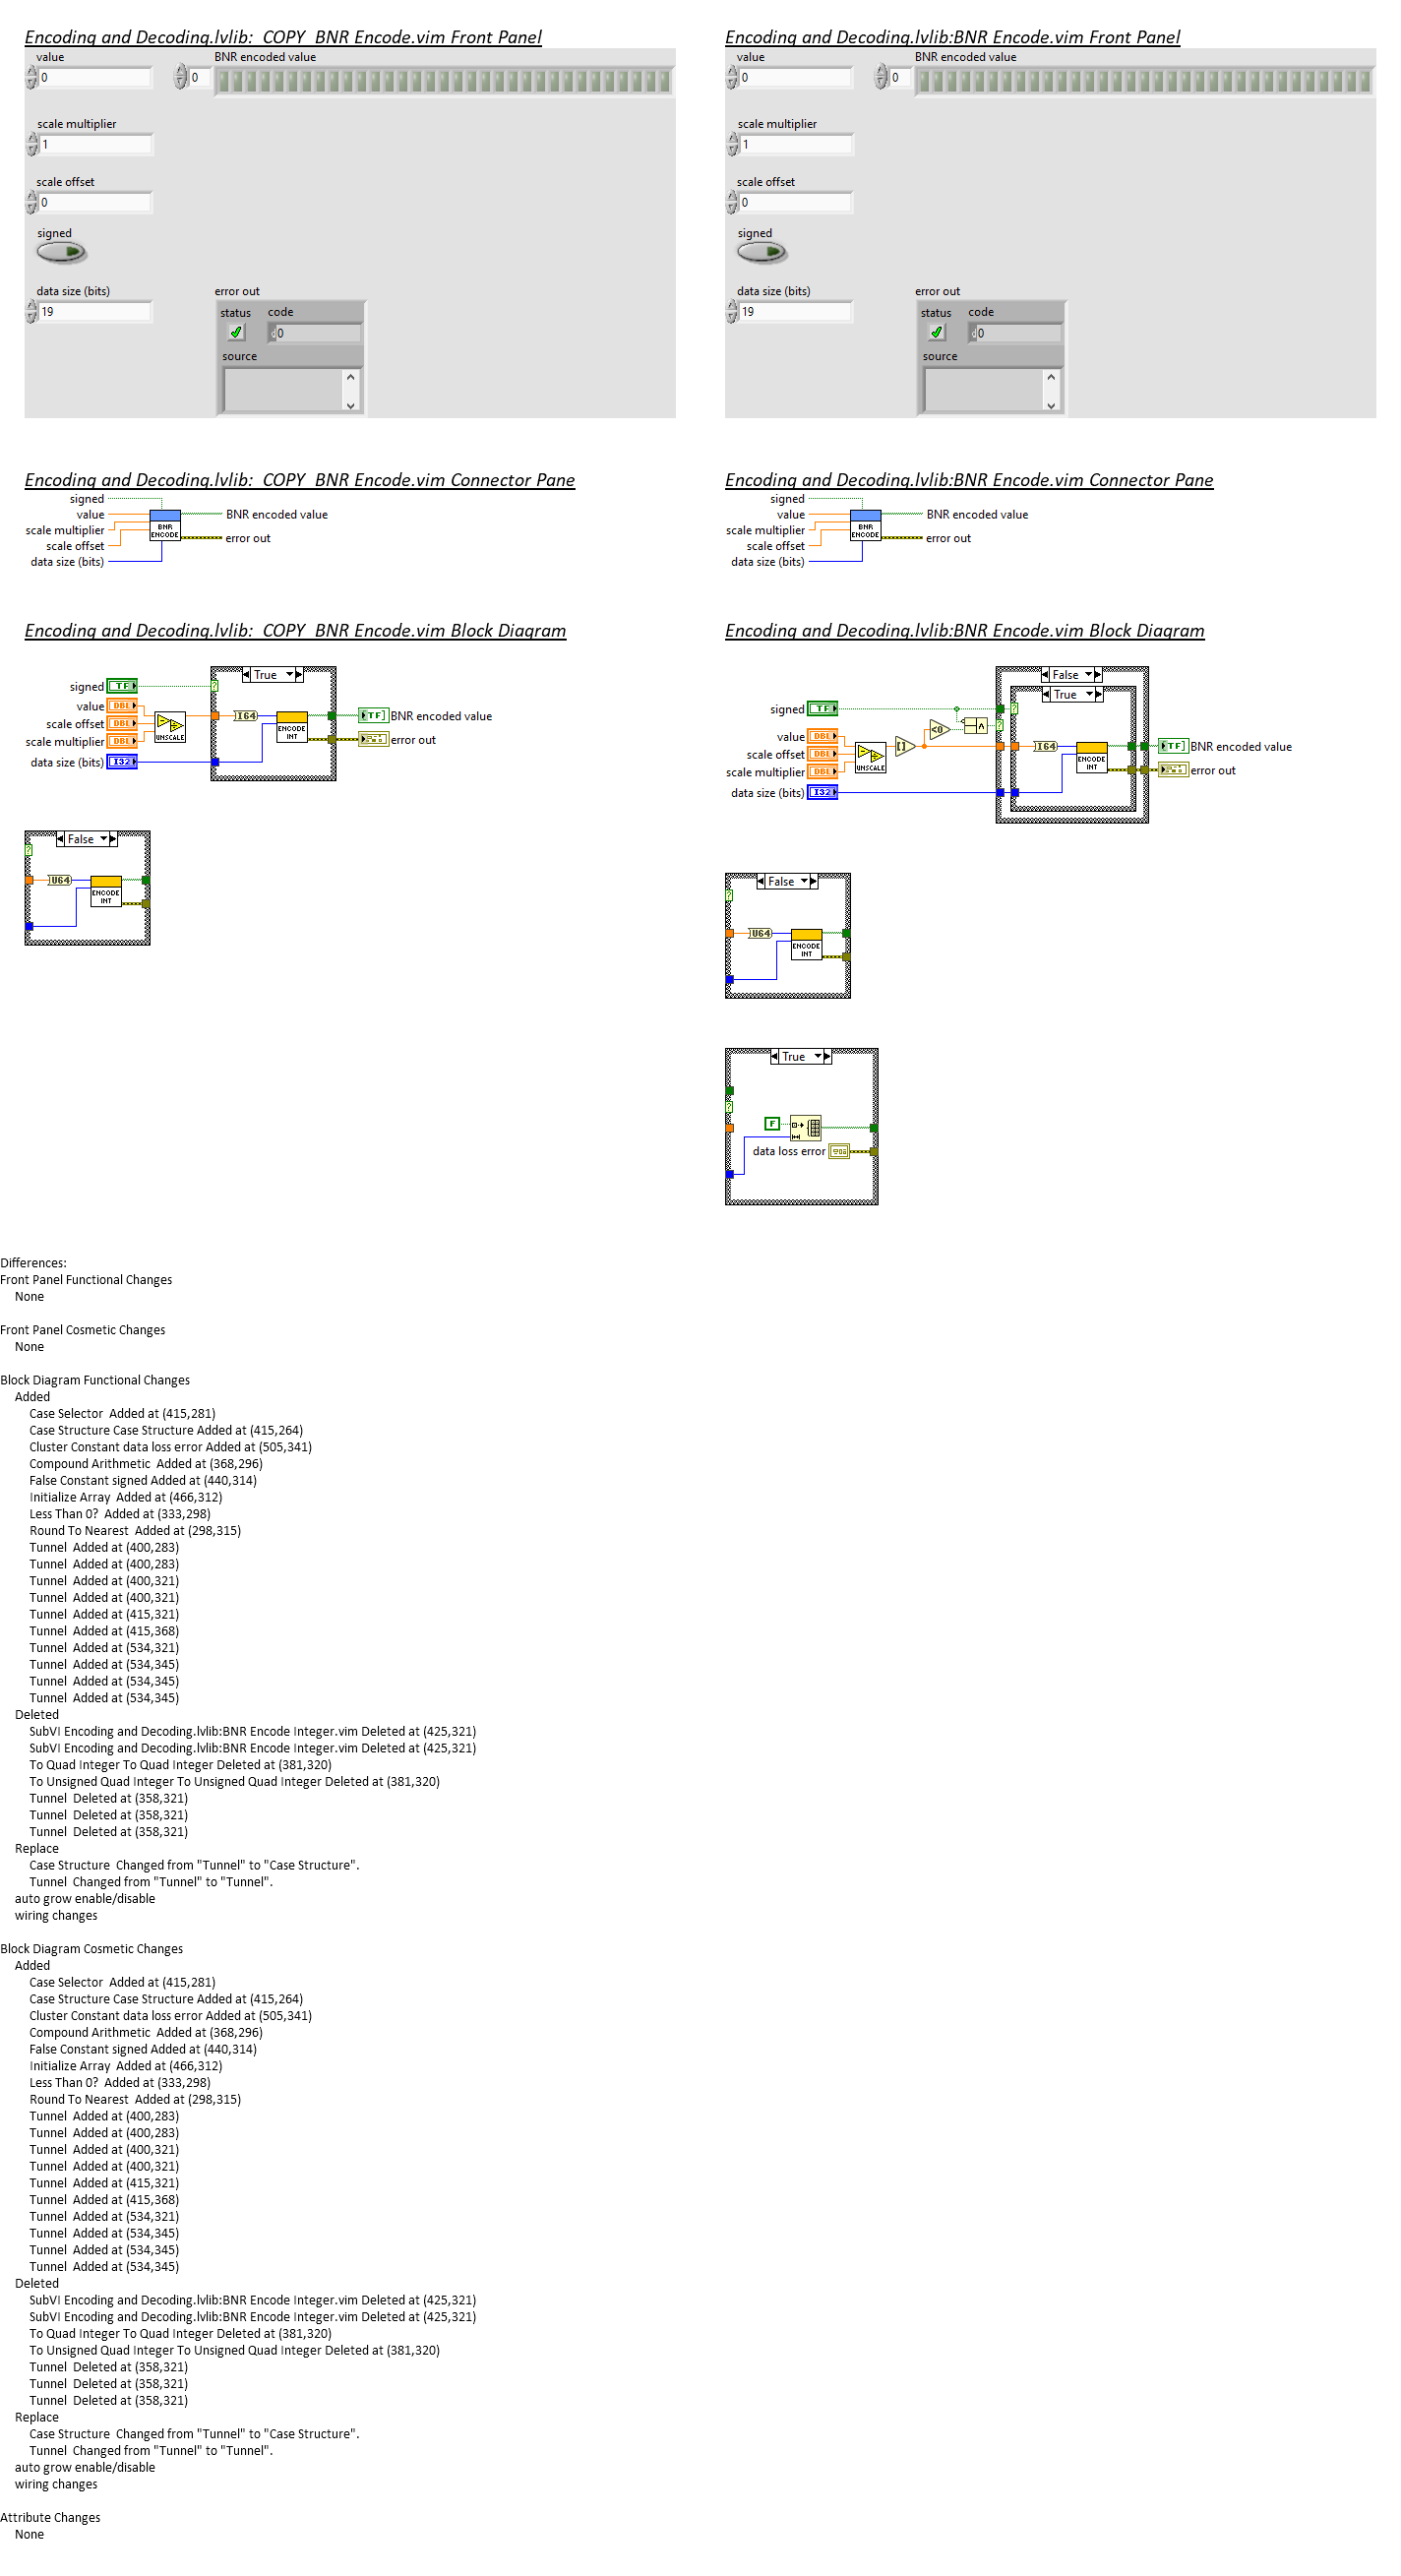 Encoding and Decoding.lvlib:_COPY_BNR Encode.vim Front Panel
value
0
0
BNR encoded value
scale multiplier
1
scale offset
0
signed
data size (bits)
19
error out
status
code
0
source
Encoding and Decoding.lvlib:BNR Encode.vim Front Panel
value
0
0
BNR encoded value
scale multiplier
1
scale offset
0
signed
data size (bits)
19
error out
status
code
0
source
Encoding and Decoding.lvlib:_COPY_BNR Encode.vim Connector Pane
signed
value
scale multiplier
scale offset
data size (bits)
BNR ENCODE
BNR encoded value
error out
Encoding and Decoding.lvlib:BNR Encode.vim Connector Pane
signed
value
scale multiplier
scale offset
data size (bits)
BNR ENCODE
BNR encoded value
error out
Encoding and Decoding.lvlib:_COPY_BNR Encode.vim Block Diagram
True
signed
TF
value
DBL
scale offset
DBL
scale multiplier
DBL
data size (bits)
I32
UNSCALE
?
I64
ENCODE INT
TF
BNR encoded value
error out
False
?
U64
ENCODE INT
Encoding and Decoding.lvlib:BNR Encode.vim Block Diagram
False
True
signed
TF
value
DBL
scale offset
DBL
scale multiplier
DBL
data size (bits)
I32
UNSCALE
<0
?
?
I64
ENCODE INT
TF
BNR encoded value
error out
False
?
U64
ENCODE INT
True
?
F
data loss error
Differences:
Front Panel Functional Changes
None
Front Panel Cosmetic Changes
None
Block Diagram Functional Changes
Added
Case Selector  Added at (415,281)
Case Structure Case Structure Added at (415,264)
Cluster Constant data loss error Added at (505,341)
Compound Arithmetic  Added at (368,296)
False Constant signed Added at (440,314)
Initialize Array  Added at (466,312)
Less Than 0?  Added at (333,298)
Round To Nearest  Added at (298,315)
Tunnel  Added at (400,283)
Tunnel  Added at (400,283)
Tunnel  Added at (400,321)
Tunnel  Added at (400,321)
Tunnel  Added at (415,321)
Tunnel  Added at (415,368)
Tunnel  Added at (534,321)
Tunnel  Added at (534,345)
Tunnel  Added at (534,345)
Tunnel  Added at (534,345)
Deleted
SubVI Encoding and Decoding.lvlib:BNR Encode Integer.vim Deleted at (425,321)
SubVI Encoding and Decoding.lvlib:BNR Encode Integer.vim Deleted at (425,321)
To Quad Integer To Quad Integer Deleted at (381,320)
To Unsigned Quad Integer To Unsigned Quad Integer Deleted at (381,320)
Tunnel  Deleted at (358,321)
Tunnel  Deleted at (358,321)
Tunnel  Deleted at (358,321)
Replace
Case Structure  Changed from "Tunnel" to "Case Structure".
Tunnel  Changed from "Tunnel" to "Tunnel".
auto grow enable/disable
wiring changes
Block Diagram Cosmetic Changes
Added
Case Selector  Added at (415,281)
Case Structure Case Structure Added at (415,264)
Cluster Constant data loss error Added at (505,341)
Compound Arithmetic  Added at (368,296)
False Constant signed Added at (440,314)
Initialize Array  Added at (466,312)
Less Than 0?  Added at (333,298)
Round To Nearest  Added at (298,315)
Tunnel  Added at (400,283)
Tunnel  Added at (400,283)
Tunnel  Added at (400,321)
Tunnel  Added at (400,321)
Tunnel  Added at (415,321)
Tunnel  Added at (415,368)
Tunnel  Added at (534,321)
Tunnel  Added at (534,345)
Tunnel  Added at (534,345)
Tunnel  Added at (534,345)
Deleted
SubVI Encoding and Decoding.lvlib:BNR Encode Integer.vim Deleted at (425,321)
SubVI Encoding and Decoding.lvlib:BNR Encode Integer.vim Deleted at (425,321)
To Quad Integer To Quad Integer Deleted at (381,320)
To Unsigned Quad Integer To Unsigned Quad Integer Deleted at (381,320)
Tunnel  Deleted at (358,321)
Tunnel  Deleted at (358,321)
Tunnel  Deleted at (358,321)
Replace
Case Structure  Changed from "Tunnel" to "Case Structure".
Tunnel  Changed from "Tunnel" to "Tunnel".
auto grow enable/disable
wiring changes
Attribute Changes
None